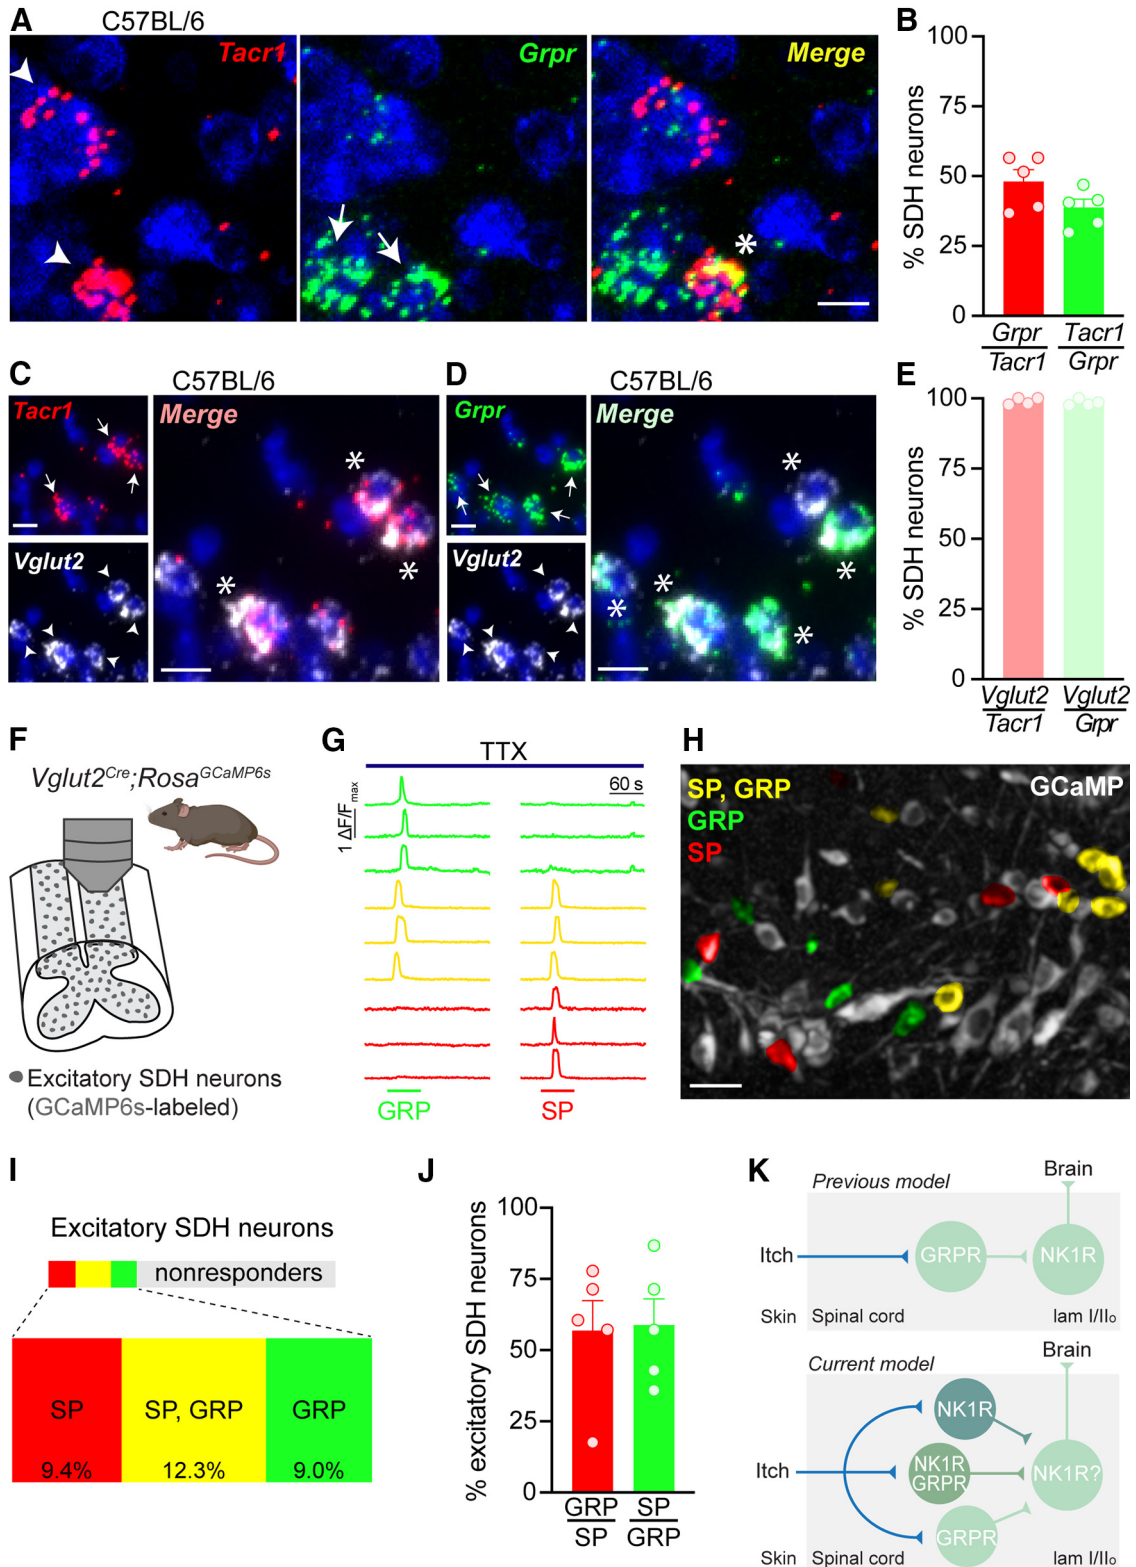 A
C57BL/6
Tacr1
Grpr
Merge
*
B
% SDH neurons
100
75
50
25
0
Grpr
Tacr1
Tacr1
Grpr
C
C57BL/6
Tacr1
Vglut2
Merge
*
*
*
D
C57BL/6
Grpr
Vglut2
Merge
*
*
*
*
*
E
% SDH neurons
100
75
50
25
0
Vglut2
Tacr1
Vglut2
Grpr
F
Vglut2Cre;RosaGCaMP6s
Excitatory SDH neurons
(GCaMP6s-labeled)
G
TTX
60 s
1 ΔF/Fmax
GRP
SP
H
SP, GRP
GRP
SP
GCaMP
I
Excitatory SDH neurons
nonresponders
SP
SP, GRP
GRP
9.4%
12.3%
9.0%
J
% excitatory SDH neurons
100
75
50
25
0
GRP
SP
SP
GRP
K
Previous model
Brain
Itch
GRPR
NK1R
Skin
Spinal cord
lam I/IIo
Current model
Brain
NK1R
Itch
NK1R
GRPR
NK1R?
GRPR
Skin
Spinal cord
lam I/IIo